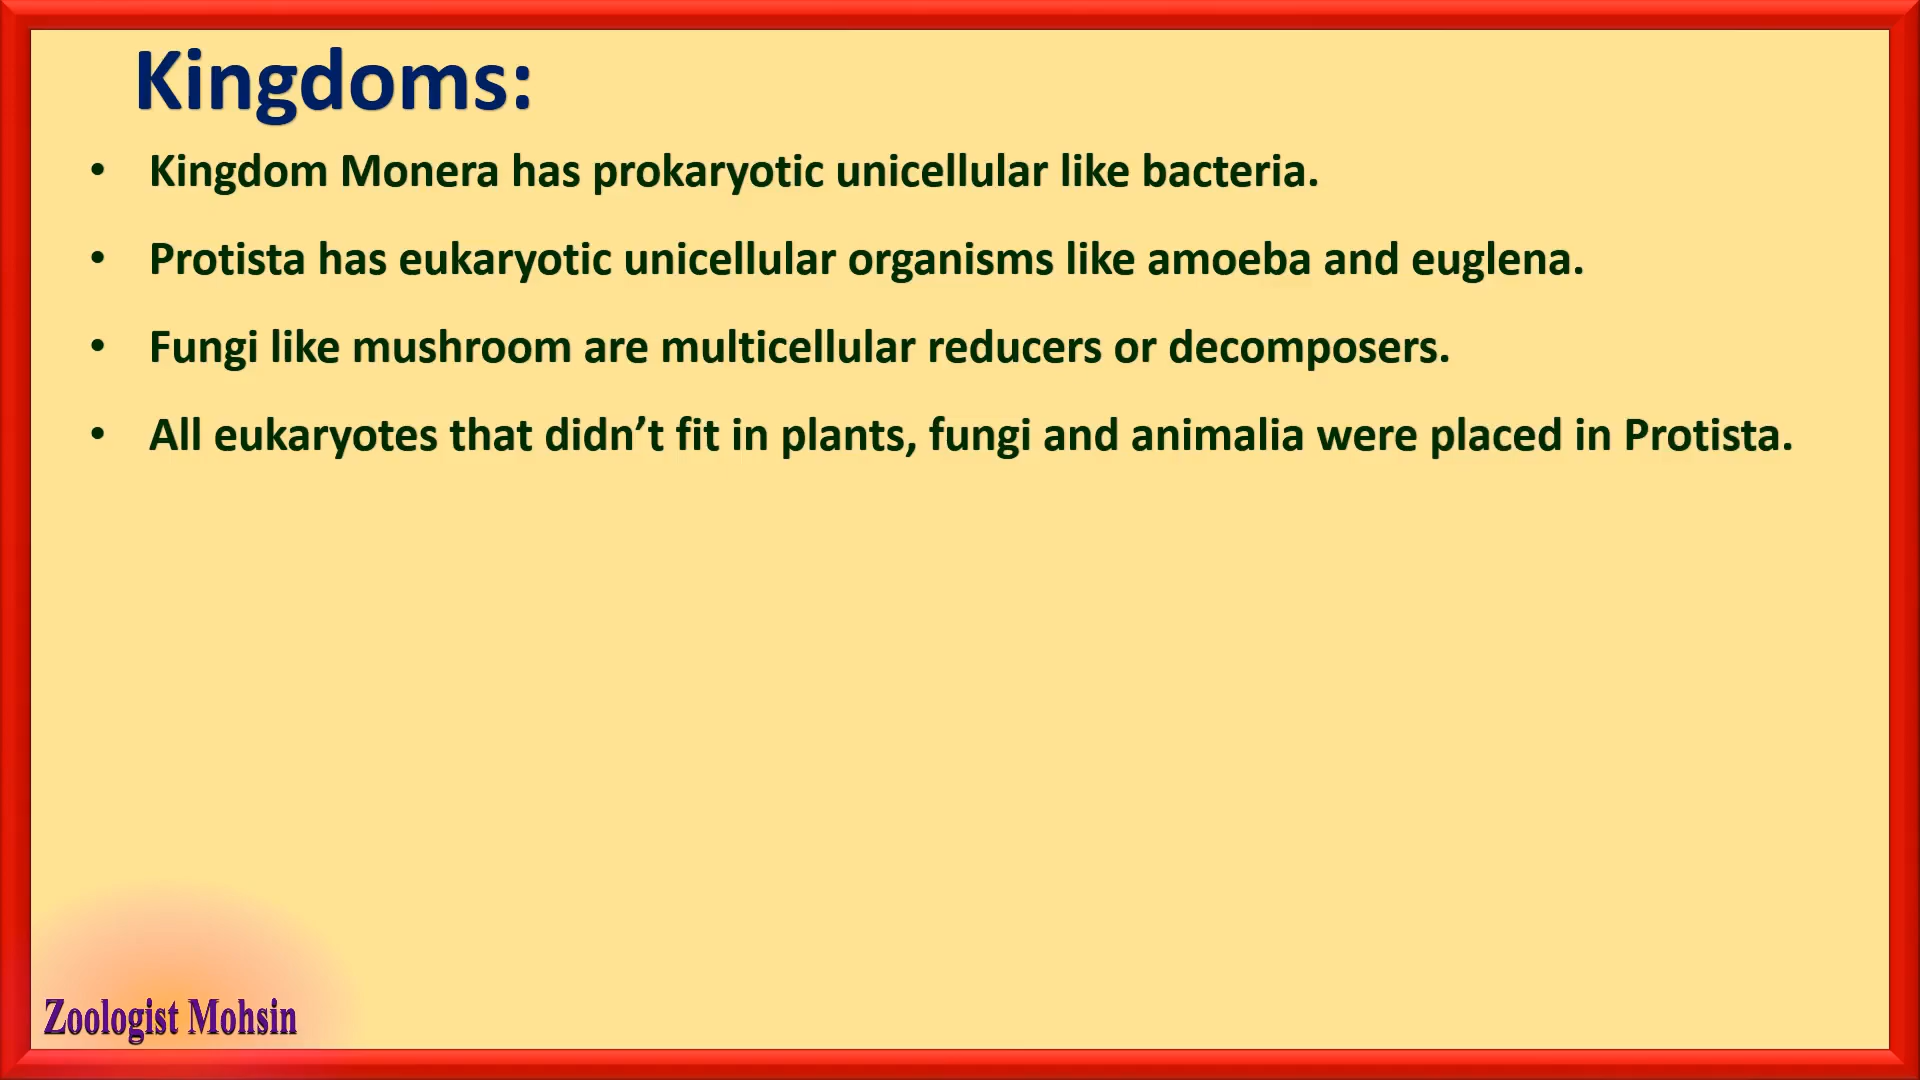 Kingdoms:
• Kingdom Monera has prokaryotic unicellular like bacteria.
• Protista has eukaryotic unicellular organisms like amoeba and euglena.
• Fungi like mushroom are multicellular reducers or decomposers.
• All eukaryotes that didn’t fit in plants, fungi and animalia were placed in Protista.
Zoologist Mohsin